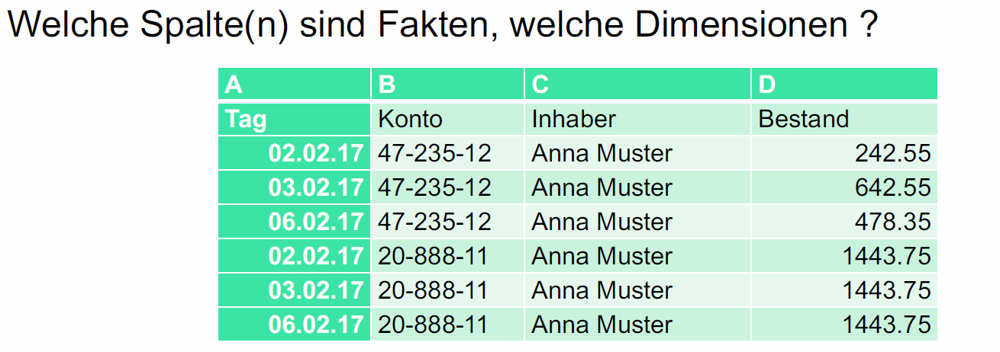 Welche Spalte(n) sind Fakten, welche Dimensionen ?
A B C D
Tag Konto Inhaber Bestand
02.02.17 47-235-12 Anna Muster 242.55
03.02.17 47-235-12 Anna Muster 642.55
06.02.17 47-235-12 Anna Muster 478.35
02.02.17 20-888-11 Anna Muster 1443.75
03.02.17 20-888-11 Anna Muster 1443.75
06.02.17 20-888-11 Anna Muster 1443.75